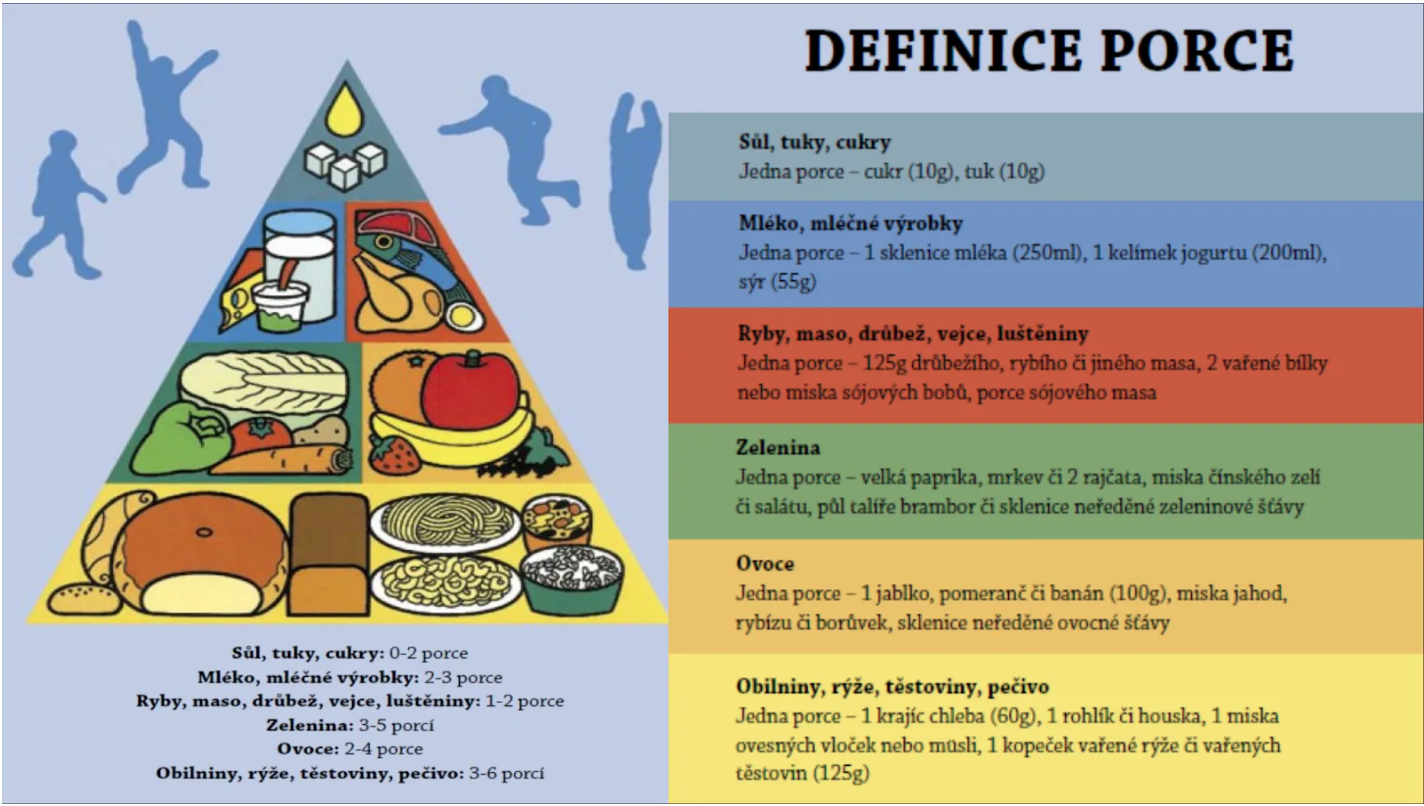 DEFINICE PORCE
Sůl, tuky, cukry
Jedna porce – cukr (10g), tuk (10g)
Mléko, mléčné výrobky
Jedna porce – 1 sklenice mléka (250ml), 1 kelímek jogurtu (200ml),
sýr (55g)
Ryby, maso, drůbež, vejce, luštěniny
Jedna porce – 125g drůbežího, rybího či jiného masa, 2 vařené bílky
nebo miska sójových bobů, porce sójového masa
Zelenina
Jedna porce – velká paprika, mrkev či 2 rajčata, miska čínského zelí
či salátu, půl talíře brambor či sklenice neředěné zeleninové šťávy
Ovoce
Jedna porce – 1 jablko, pomeranč či banán (100g), miska jahod,
rybízu či borůvek, sklenice neředěné ovocné šťávy
Obilniny, rýže, těstoviny, pečivo
Jedna porce – 1 krajíc chleba (60g), 1 rohlík či houska, 1 miska
ovesných vloček nebo müsli, 1 kopeček vařené rýže či vařených
těstovin (125g)
Sůl, tuky, cukry: 0-2 porce
Mléko, mléčné výrobky: 2-3 porce
Ryby, maso, drůbež, vejce, luštěniny: 1-2 porce
Zelenina: 3-5 porcí
Ovoce: 2-4 porce
Obilniny, rýže, těstoviny, pečivo: 3-6 porcí